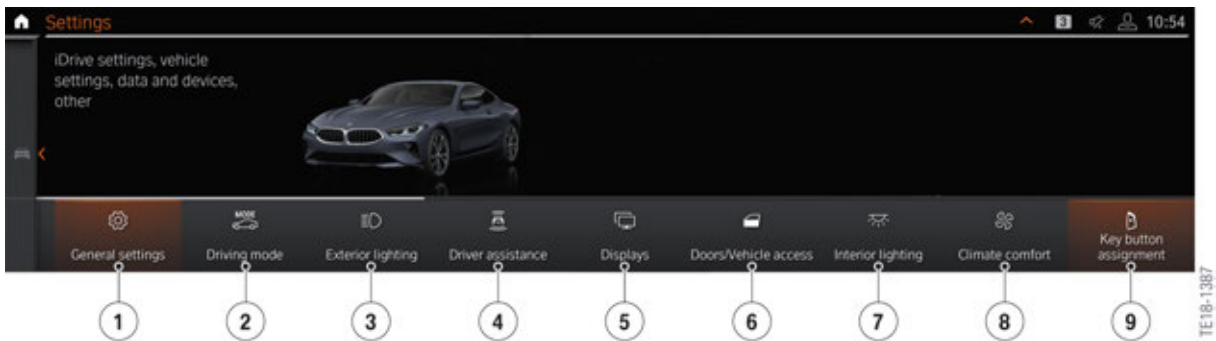 Settings
3
10:54
iDrive settings, vehicle
settings, data and devices,
other
MODE
General settings
Driving mode
Exterior lighting
Driver assistance
Displays
Doors/Vehicle access
Interior lighting
Climate comfort
Key button
assignment
1
2
3
4
5
6
7
8
9
TE18-1387